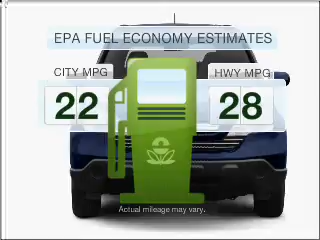 EPA FUEL ECONOMY ESTIMATES
CITY MPG
HWY MPG
22
28
Actual mileage may vary.